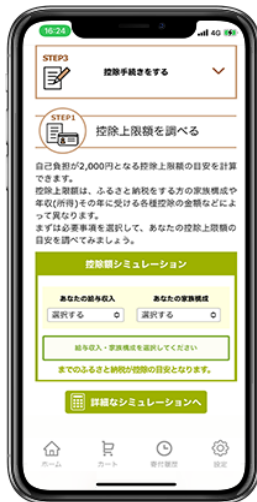 16:24
4G
STEP3
控除手続きをする
STEP1
控除上限額を調べる
自己負担が2,000円となる控除上限額の目安を計算
できます。
控除上限額は、ふるさと納税をする方の家族構成や
年収(所得)その年に受ける各種控除の金額などによ
って異なります。
まずは必要事項を選択して、あなたの控除上限額の
目安を調べてみましょう。
控除額シミュレーション
あなたの給与収入 あなたの家族構成
選択する 選択する
給与収入・家族構成を選択してください
までのふるさと納税が控除の目安となります。
詳細なシミュレーションへ
ホーム カート 寄付履歴 設定